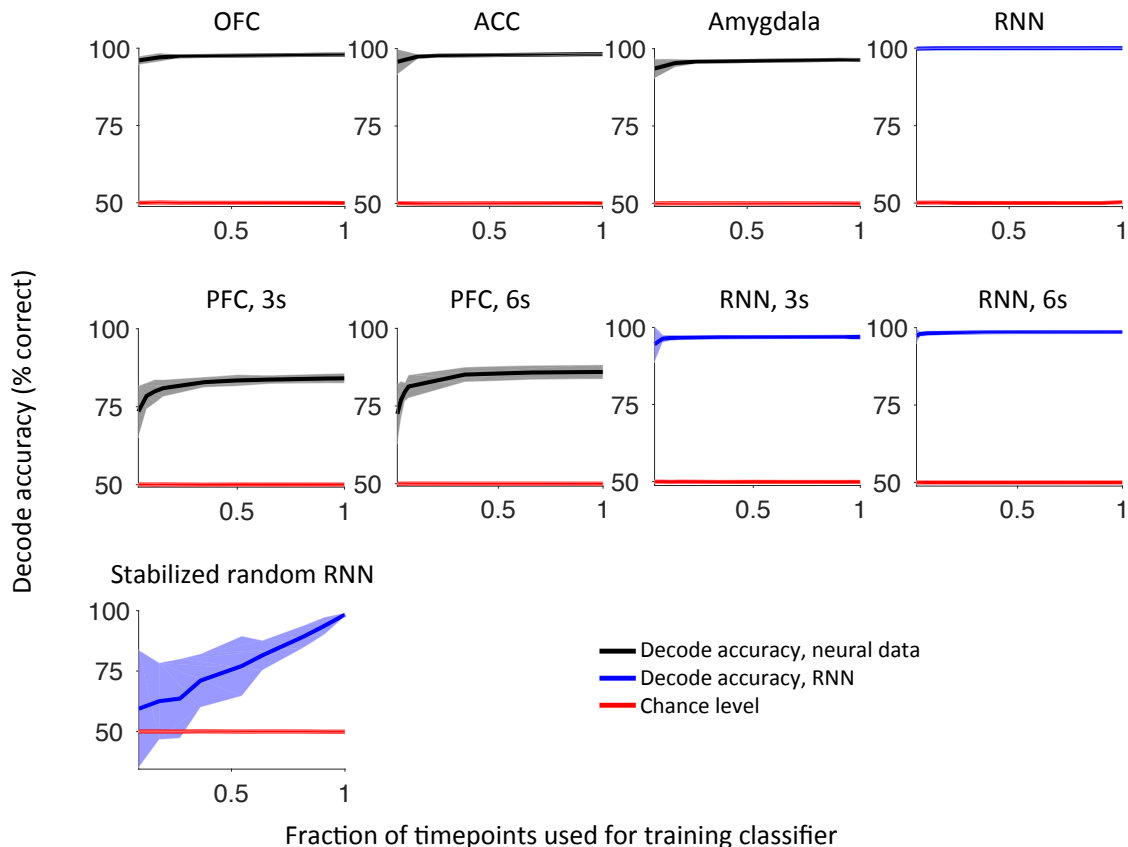 OFC ACC Amygdala RNN
100 100 100 100
75 75 75 75
50 50 50 50
0.5 1 0.5 1 0.5 1 0.5 1
Decode accuracy (% correct)
PFC, 3s PFC, 6s RNN, 3s RNN, 6s
100 100 100 100
75 75 75 75
50 50 50 50
0.5 1 0.5 1 0.5 1 0.5 1
Stabilized random RNN
100
75
50
0.5 1
Decode accuracy, neural data
Decode accuracy, RNN
Chance level
Fraction of timepoints used for training classifier